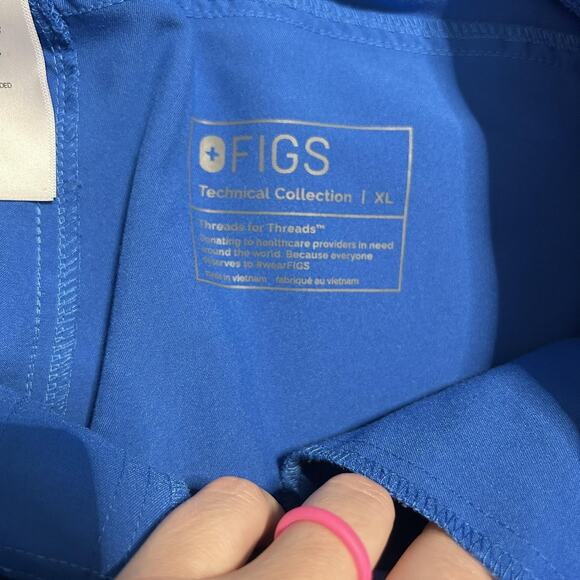 FIGS
Technical Collection | XL
Threads for Threads™
Donating to healthcare providers in need
around the world. Because everyone
deserves to #wearFIGS
made in vietnam fabriqué au vietnam
DED